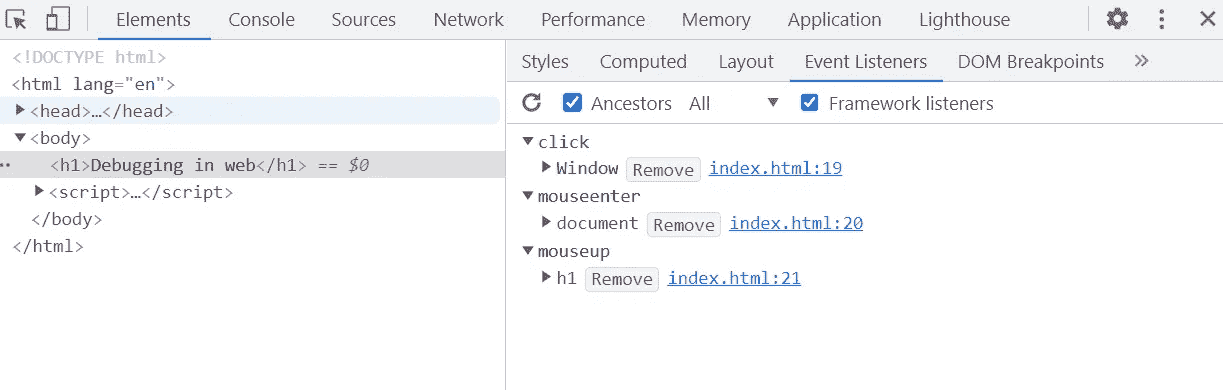 Elements Console Sources Network Performance Memory Application Lighthouse
<!DOCTYPE html>
<html lang="en">
<head>…</head>
<body>
<h1>Debugging in web</h1> == $0
<script>…</script>
</body>
</html>
Styles Computed Layout Event Listeners DOM Breakpoints »
Ancestors All Framework listeners
click
Window Remove index.html:19
mouseenter
document Remove index.html:20
mouseup
h1 Remove index.html:21